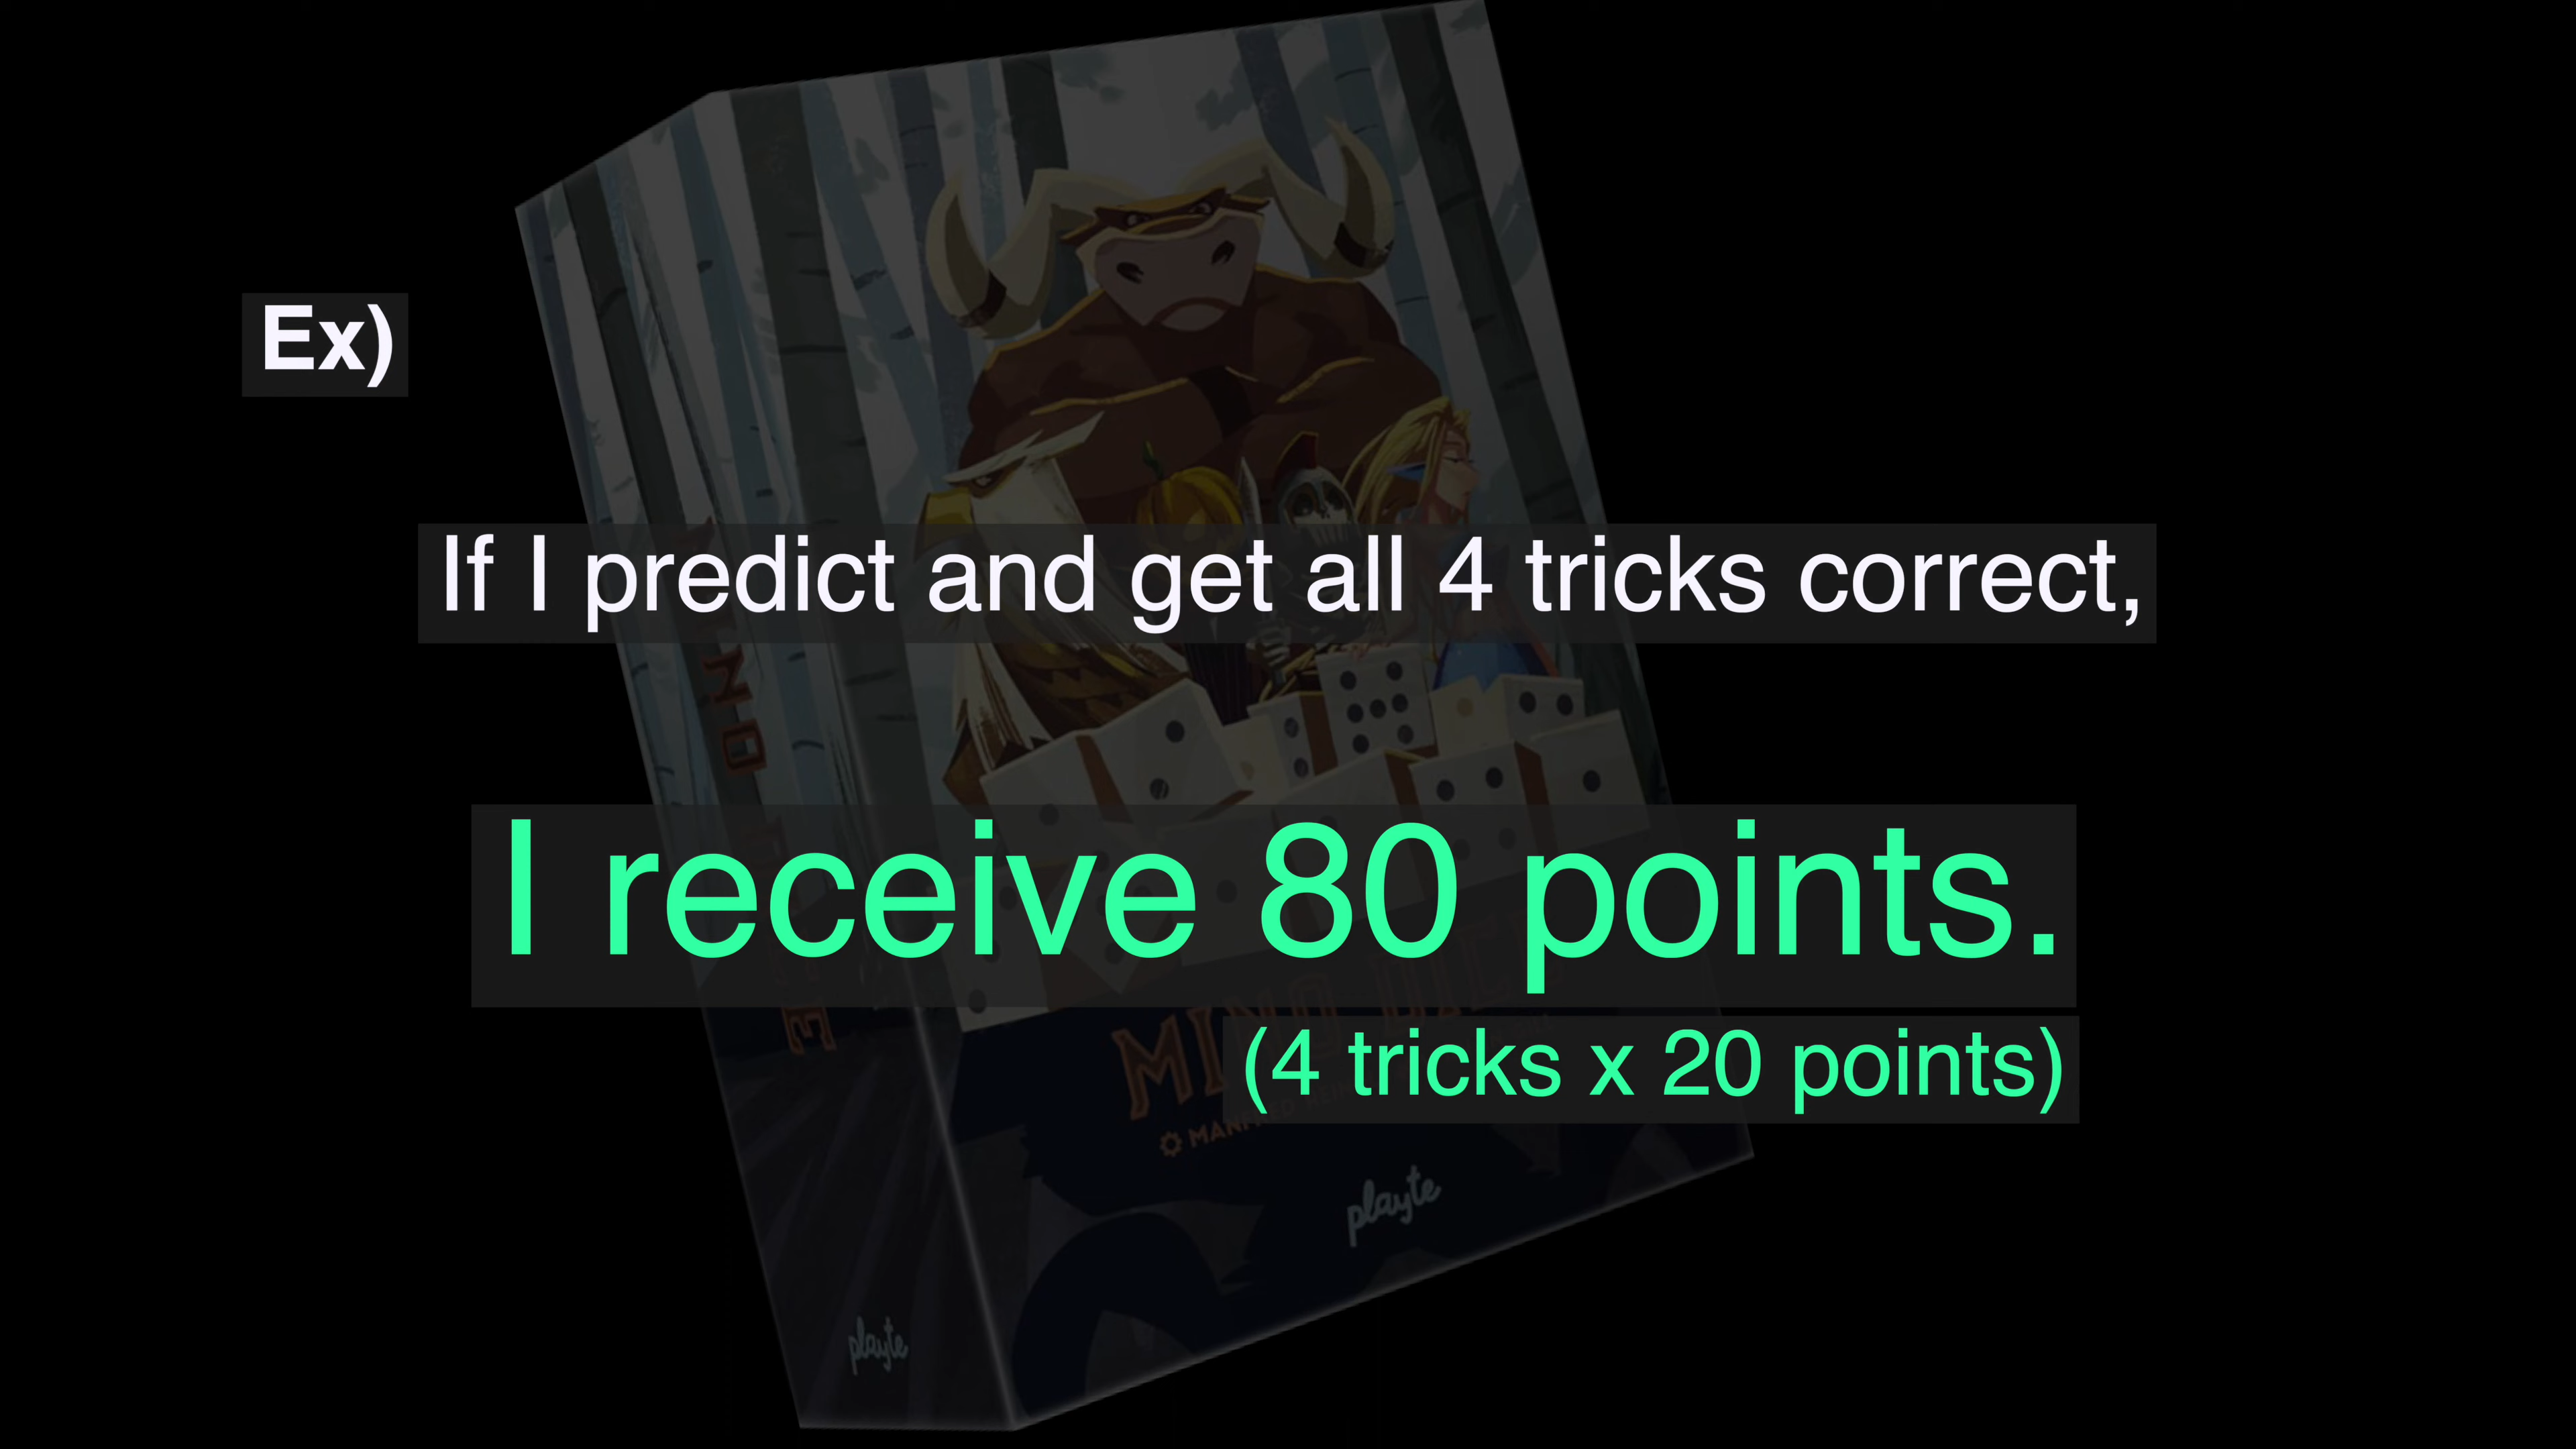 Ex)
If I predict and get all 4 tricks correct,
I receive 80 points.
(4 tricks x 20 points)
playte
playte